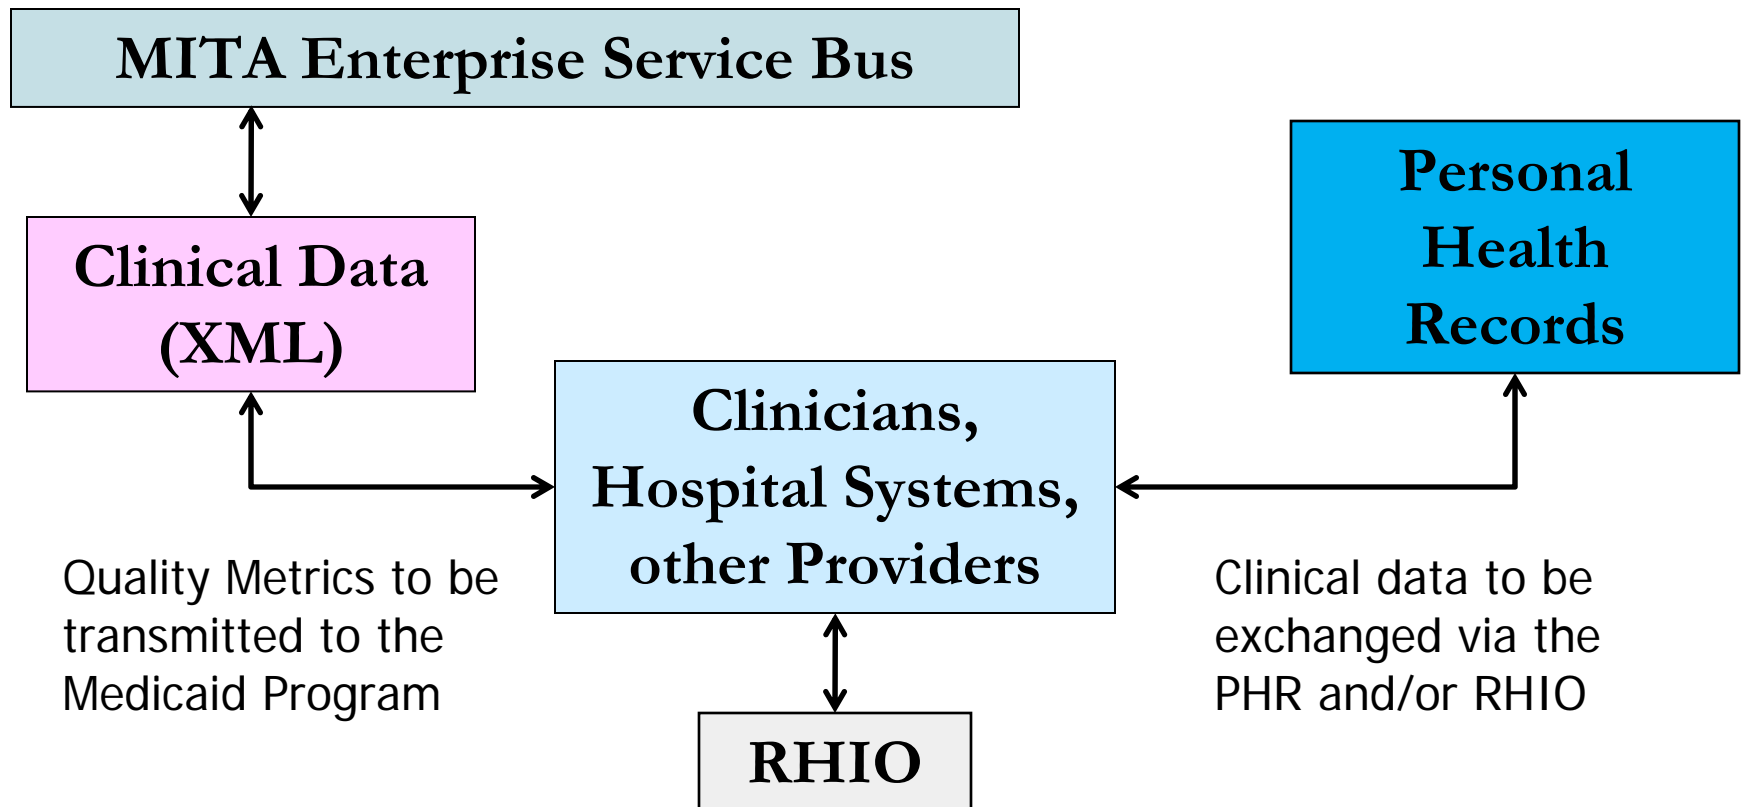 MITA Enterprise Service Bus
Personal
Health
Records
Clinical Data
(XML)
Clinicians,
Hospital Systems,
other Providers
Quality Metrics to be
transmitted to the
Medicaid Program
Clinical data to be
exchanged via the
PHR and/or RHIO
RHIO